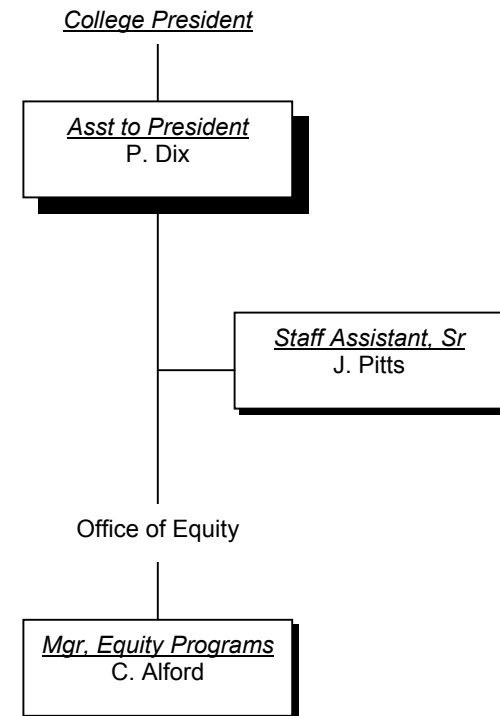 College President
Asst to President
P. Dix
Staff Assistant, Sr
J. Pitts
Office of Equity
Mgr, Equity Programs
C. Alford